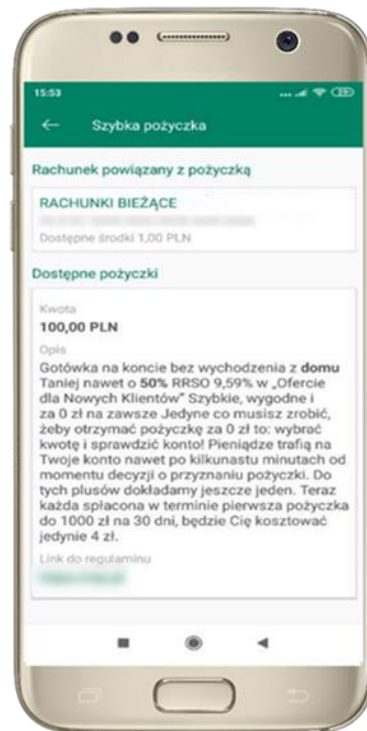 15:53
Szybka pożyczka
Rachunek powiązany z pożyczką
RACHUNKI BIEŻĄCE
Dostępne środki 1,00 PLN
Dostępne pożyczki
Kwota
100,00 PLN
Opis
Gotówka na koncie bez wychodzenia z domu
Taniej nawet o 50% RRSO 9,59% w „Ofercie
dla Nowych Klientów” Szybkie, wygodne i
za 0 zł na zawsze Jedyne co musisz zrobić,
żeby otrzymać pożyczkę za 0 zł to: wybrać
kwotę i sprawdzić konto! Pieniądze trafią na
Twoje konto nawet po kilkunastu minutach od
momentu decyzji o przyznaniu pożyczki. Do
tych plusów dokładamy jeszcze jeden. Teraz
każda spłacona w terminie pierwsza pożyczka
do 1000 zł na 30 dni, będzie Cię kosztować
jedynie 4 zł.
Link do regulaminu